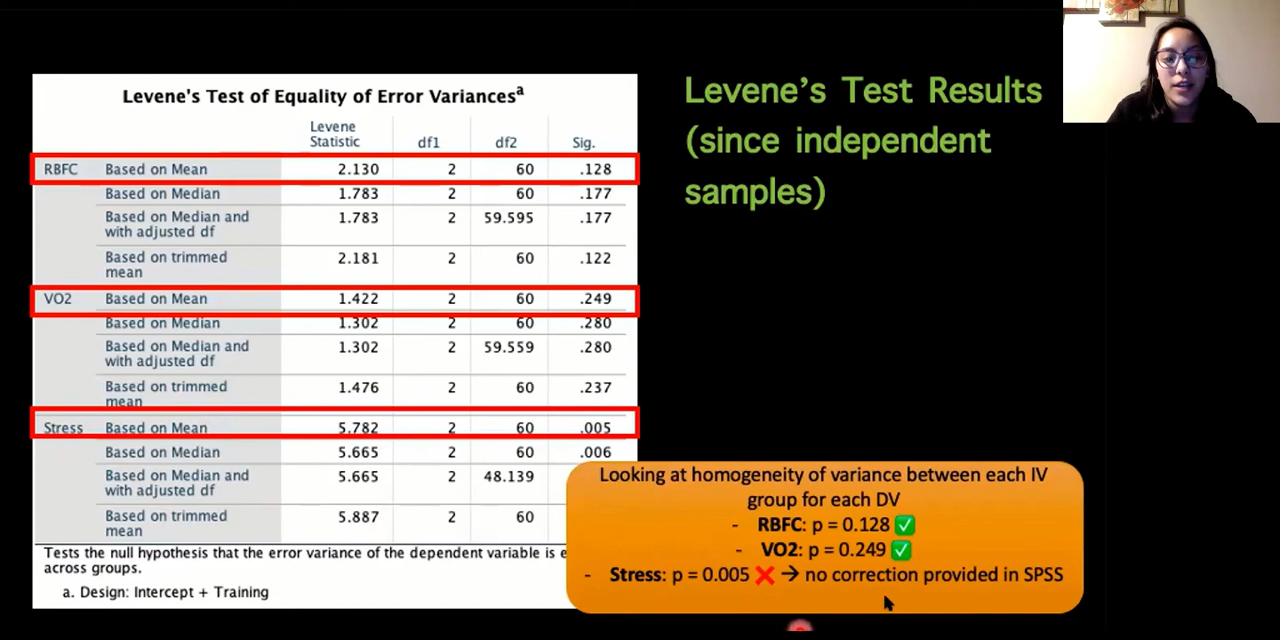 Levene's Test of Equality of Error Variancesa
Levene Statistic df1 df2 Sig.
RBFC Based on Mean 2.130 2 60 .128
Based on Median 1.783 2 60 .177
Based on Median and with adjusted df 1.783 2 59.595 .177
Based on trimmed mean 2.181 2 60 .122
VO2 Based on Mean 1.422 2 60 .249
Based on Median 1.302 2 60 .280
Based on Median and with adjusted df 1.302 2 59.559 .280
Based on trimmed mean 1.476 2 60 .237
Stress Based on Mean 5.782 2 60 .005
Based on Median 5.665 2 60 .006
Based on Median and with adjusted df 5.665 2 48.139
Based on trimmed mean 5.887 2 60
Tests the null hypothesis that the error variance of the dependent variable is
across groups.
a. Design: Intercept + Training
Levene's Test Results
(since independent
samples)
Looking at homogeneity of variance between each IV
group for each DV
- RBFC: p = 0.128 ✅
- VO2: p = 0.249 ✅
- Stress: p = 0.005 ❌ → no correction provided in SPSS